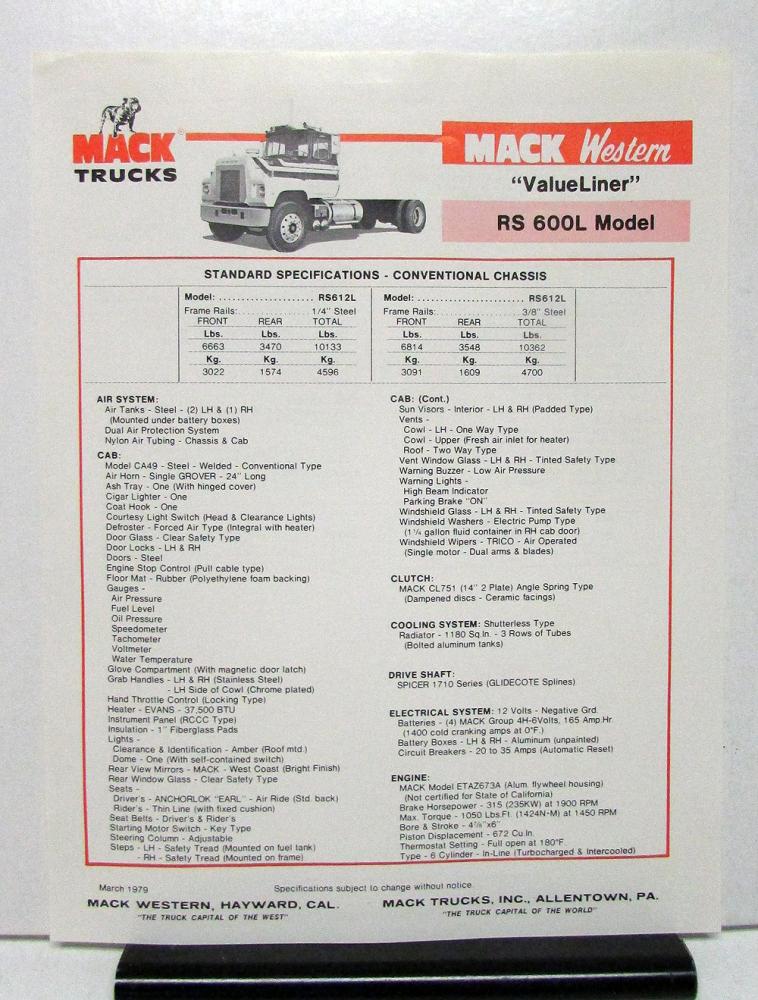 MACK®
TRUCKS
MACK Western
"ValueLiner"
RS 600L Model
STANDARD SPECIFICATIONS - CONVENTIONAL CHASSIS
Model: . . . . . . . . . . . . . . . . . . . . RS612L
Frame Rails: . . . . . . . . . . . . . 1/4" Steel
FRONT REAR TOTAL
Lbs. Lbs. Lbs.
6663 3470 10133
Kg. Kg. Kg.
3022 1574 4596
Model: . . . . . . . . . . . . . . . . . . . . . . RS612L
Frame Rails: . . . . . . . . . . . . . . . 3/8" Steel
FRONT REAR TOTAL
Lbs. Lbs. Lbs.
6814 3548 10362
Kg. Kg. Kg.
3091 1609 4700
AIR SYSTEM:
Air Tanks - Steel - (2) LH & (1) RH
(Mounted under battery boxes)
Dual Air Protection System
Nylon Air Tubing - Chassis & Cab
CAB:
Model CA49 - Steel - Welded - Conventional Type
Air Horn - Single GROVER - 24" Long
Ash Tray - One (With hinged cover)
Cigar Lighter - One
Coat Hook - One
Courtesy Light Switch (Head & Clearance Lights)
Defroster - Forced Air Type (Integral with heater)
Door Glass - Clear Safety Type
Door Locks - LH & RH
Doors - Steel
Engine Stop Control (Pull cable type)
Floor Mat - Rubber (Polyethylene foam backing)
Gauges -
Air Pressure
Fuel Level
Oil Pressure
Speedometer
Tachometer
Voltmeter
Water Temperature
Glove Compartment (With magnetic door latch)
Grab Handles - LH & RH (Stainless Steel)
- LH Side of Cowl (Chrome plated)
Hand Throttle Control (Locking Type)
Heater - EVANS - 37,500 BTU
Instrument Panel (RCCC Type)
Insulation - 1" Fiberglass Pads
Lights -
Clearance & Identification - Amber (Roof mtd.)
Dome - One (With self-contained switch)
Rear View Mirrors - MACK - West Coast (Bright Finish)
Rear Window Glass - Clear Safety Type
Seats -
Driver's - ANCHORLOK "EARL" - Air Ride (Std. back)
Rider's - Thin Line (with fixed cushion)
Seat Belts - Driver's & Rider's
Starting Motor Switch - Key Type
Steering Column - Adjustable
Steps - LH - Safety Tread (Mounted on fuel tank)
- RH - Safety Tread (Mounted on frame)
CAB: (Cont.)
Sun Visors - Interior - LH & RH (Padded Type)
Vents -
Cowl - LH - One Way Type
Cowl - Upper (Fresh air inlet for heater)
Roof - Two Way Type
Vent Window Glass - LH & RH - Tinted Safety Type
Warning Buzzer - Low Air Pressure
Warning Lights -
High Beam Indicator
Parking Brake "ON"
Windshield Glass - LH & RH - Tinted Safety Type
Windshield Washers - Electric Pump Type
(1¼ gallon fluid container in RH cab door)
Windshield Wipers - TRICO - Air Operated
(Single motor - Dual arms & blades)
CLUTCH:
MACK CL751 (14" 2 Plate) Angle Spring Type
(Dampened discs - Ceramic facings)
COOLING SYSTEM: Shutterless Type
Radiator - 1180 Sq.In. - 3 Rows of Tubes
(Bolted aluminum tanks)
DRIVE SHAFT:
SPICER 1710 Series (GLIDECOTE Splines)
ELECTRICAL SYSTEM: 12 Volts - Negative Grd.
Batteries - (4) MACK Group 4H-6Volts, 165 Amp.Hr.
(1400 cold cranking amps at 0°F.)
Battery Boxes - LH & RH - Aluminum (unpainted)
Circuit Breakers - 20 to 35 Amps (Automatic Reset)
ENGINE:
MACK Model ETAZ673A (Alum. flywheel housing)
(Not certified for State of California)
Brake Horsepower - 315 (235KW) at 1900 RPM
Max. Torque - 1050 Lbs.Ft. (1424N-M) at 1450 RPM
Bore & Stroke - 4⅞"x6"
Piston Displacement - 672 Cu.In.
Thermostat Setting - Full open at 180°F.
Type - 6 Cylinder - In-Line (Turbocharged & Intercooled)
March 1979
Specifications subject to change without notice.
MACK WESTERN, HAYWARD, CAL.
"THE TRUCK CAPITAL OF THE WEST"
MACK TRUCKS, INC., ALLENTOWN, PA.
"THE TRUCK CAPITAL OF THE WORLD"